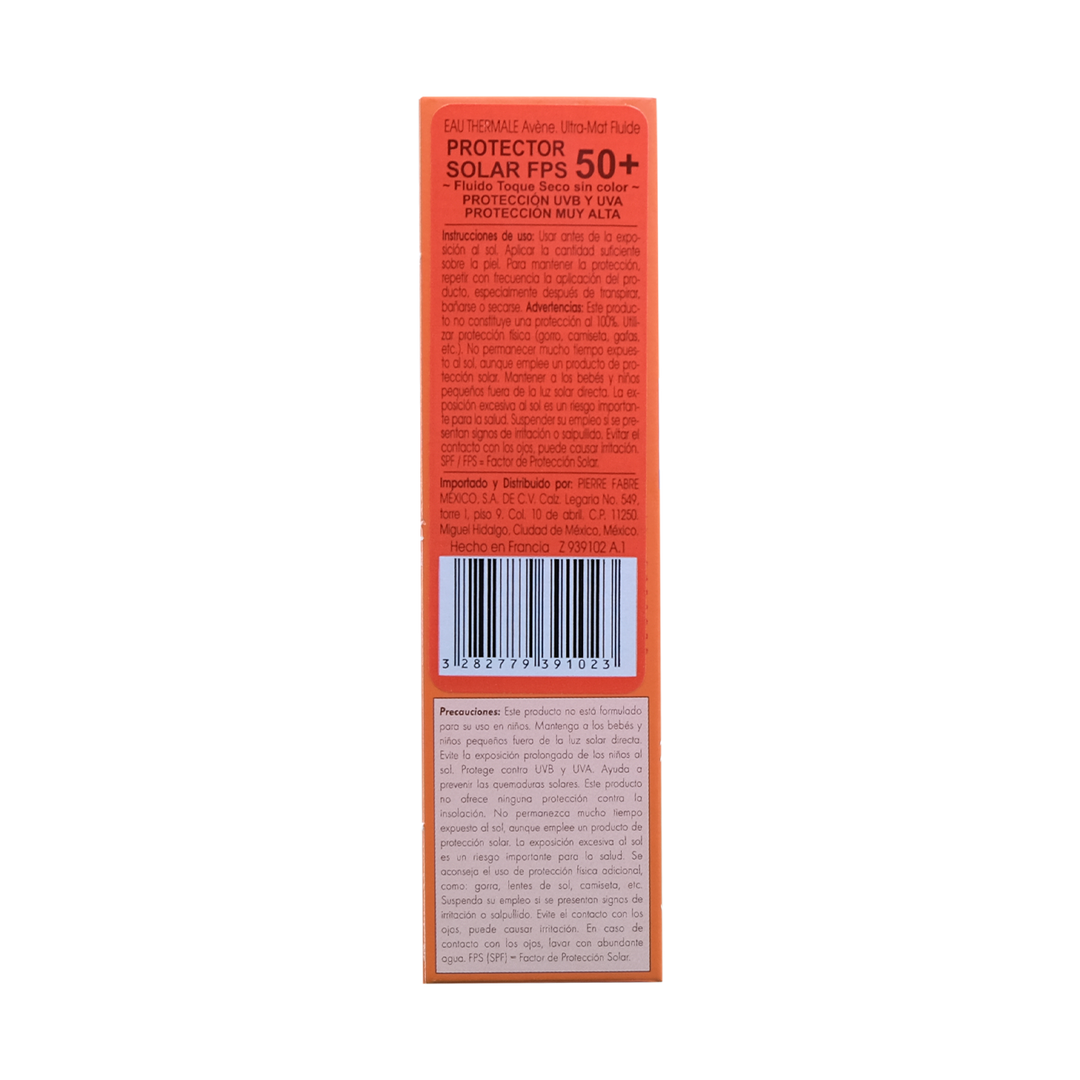 EAU THERMALE Avène. Ultra-Mat Fluide
PROTECTOR
SOLAR FPS 50+
~ Fluido Toque Seco sin color ~
PROTECCIÓN UVB Y UVA
PROTECCIÓN MUY ALTA
Instrucciones de uso: Usar antes de la expo-
sición al sol. Aplicar la cantidad suficiente
sobre la piel. Para mantener la protección,
repetir con frecuencia la aplicación del pro-
ducto, especialmente después de transpirar,
bañarse o secarse. Advertencias: Este produc-
to no constituye una protección al 100%. Utili-
zar protección física (gorro, camiseta, gafas,
etc.). No permanecer mucho tiempo expues-
to al sol, aunque emplee un producto de pro-
tección solar. Mantener a los bebés y niños
pequeños fuera de la luz solar directa. La ex-
posición excesiva al sol es un riesgo importan-
te para la salud. Suspender su empleo si se pre-
sentan signos de irritación o salpullido. Evitar el
contacto con los ojos, puede causar irritación.
SPF / FPS = Factor de Protección Solar.
Importado y Distribuido por: PIERRE FABRE
MÉXICO. S.A. DE C.V. Calz. Legaria No. 549,
torre I, piso 9. Col. 10 de abril. C.P. 11250.
Miguel Hidalgo, Ciudad de México, México.
Hecho en Francia Z 939102 A.1
3 282779 391023
Precauciones: Este producto no está formulado
para su uso en niños. Mantenga a los bebés y
niños pequeños fuera de la luz solar directa.
Evite la exposición prolongada de los niños al
sol. Protege contra UVB y UVA. Ayuda a
prevenir las quemaduras solares. Este producto
no ofrece ninguna protección contra la
insolación. No permanezca mucho tiempo
expuesto al sol, aunque emplee un producto de
protección solar. La exposición excesiva al sol
es un riesgo importante para la salud. Se
aconseja el uso de protección física adicional,
como: gorra, lentes de sol, camiseta, etc.
Suspenda su empleo si se presentan signos de
irritación o salpullido. Evite el contacto con los
ojos, puede causar irritación. En caso de
contacto con los ojos, lavar con abundante
agua. FPS (SPF) = Factor de Protección Solar.